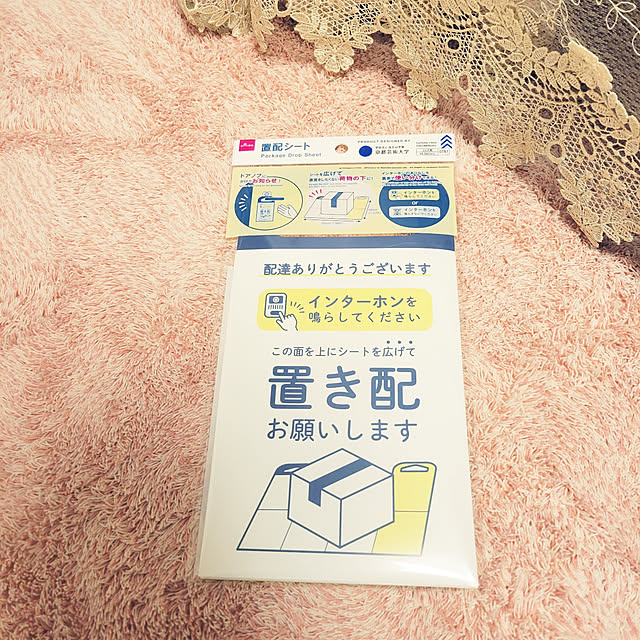 置配シート
Package Drop Sheet
PRODUCT DESIGNED BY
京都芸術大学
ドアノブに
お知らせ!
シートを広げて
荷物の下に!
インターホンを
or
配達ありがとうございます
インターホンを
鳴らしてください
この面を上にシートを広げて
置き配
お願いします